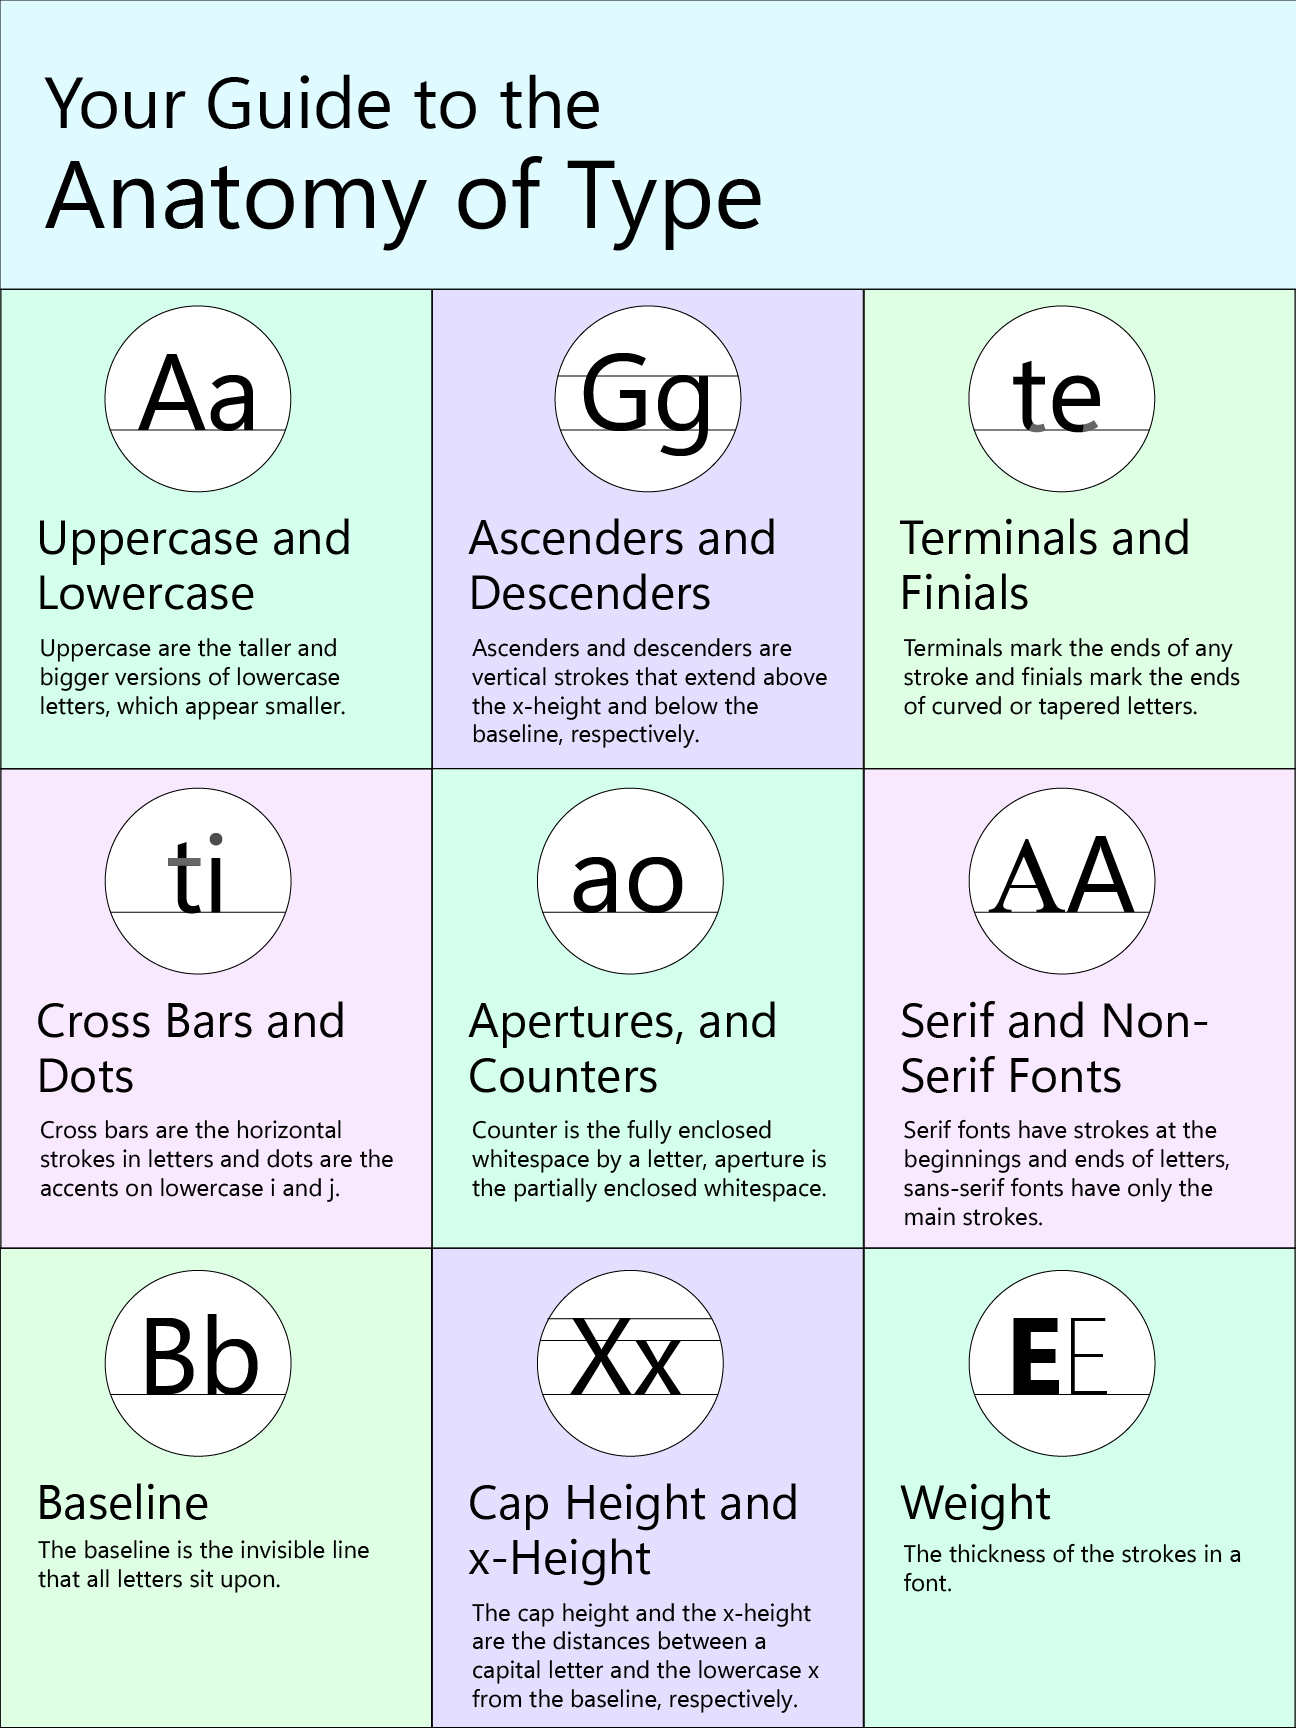 Your Guide to the
Anatomy of Type
Aa
Uppercase and
Lowercase
Uppercase are the taller and
bigger versions of lowercase
letters, which appear smaller.
Gg
Ascenders and
Descenders
Ascenders and descenders are
vertical strokes that extend above
the x-height and below the
baseline, respectively.
te
Terminals and
Finials
Terminals mark the ends of any
stroke and finials mark the ends
of curved or tapered letters.
ti
Cross Bars and
Dots
Cross bars are the horizontal
strokes in letters and dots are the
accents on lowercase i and j.
ao
Apertures, and
Counters
Counter is the fully enclosed
whitespace by a letter, aperture is
the partially enclosed whitespace.
AA
Serif and Non-
Serif Fonts
Serif fonts have strokes at the
beginnings and ends of letters,
sans-serif fonts have only the
main strokes.
Bb
Baseline
The baseline is the invisible line
that all letters sit upon.
Xx
Cap Height and
x-Height
The cap height and the x-height
are the distances between a
capital letter and the lowercase x
from the baseline, respectively.
EE
Weight
The thickness of the strokes in a
font.